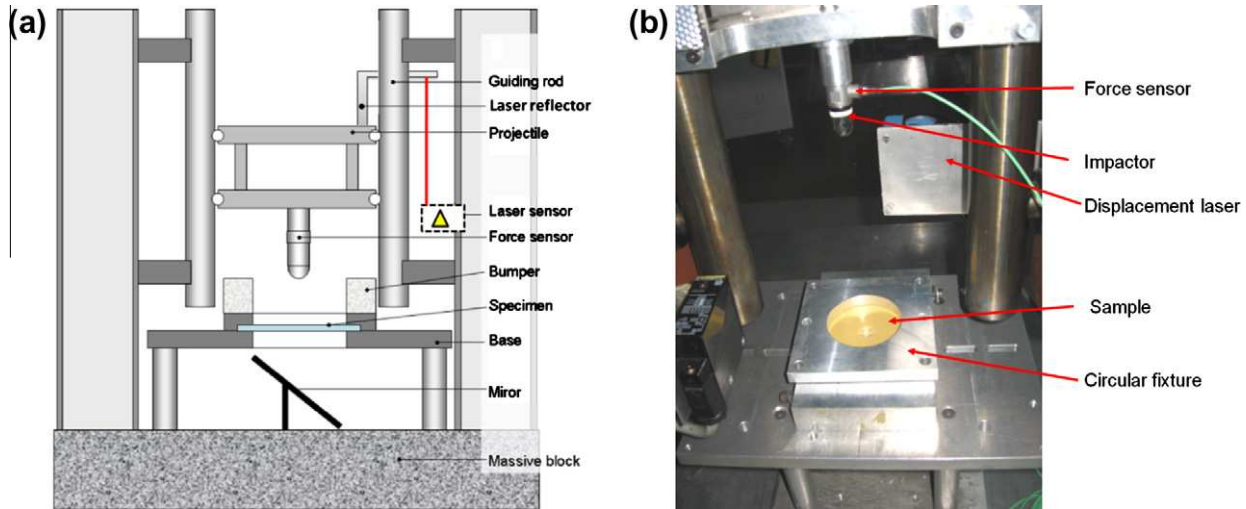 (a)
Guiding rod
Laser reflector
Projectile
Laser sensor
Force sensor
Bumper
Specimen
Base
Miror
Massive block
(b)
Force sensor
Impactor
Displacement laser
Sample
Circular fixture